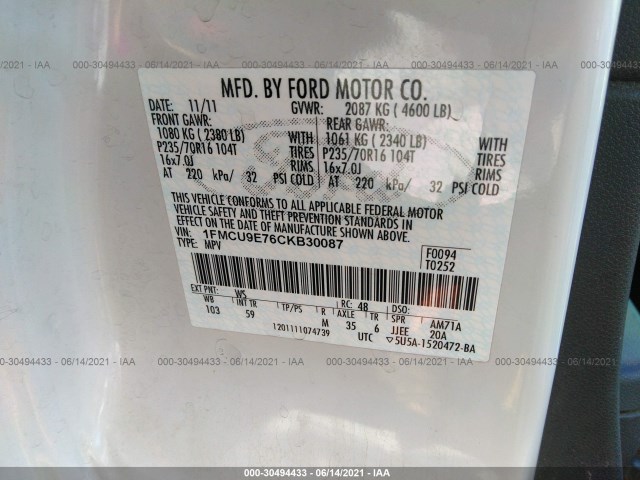 06/14/2021 - IAA 000-30494433 - 06/14/2021 - IAA 000-30494433 - 06/14/2021 - IAA 000-30494433 - 06/14/2021
MFD. BY FORD MOTOR CO.
DATE: 11/11 GVWR: 2087 KG ( 4600 LB)
FRONT GAWR: REAR GAWR:
1080 KG ( 2380 LB) WITH 1061 KG ( 2340 LB) WITH
P235/70R16 104T TIRES P235/70R16 104T TIRES
16x7.0J RIMS 16x7.0J RIMS
AT 220 kPa/ 32 PSI COLD AT 220 kPa/ 32 PSI COLD
THIS VEHICLE CONFORMS TO ALL APPLICABLE FEDERAL MOTOR
VEHICLE SAFETY AND THEFT PREVENTION STANDARDS IN
EFFECT ON THE DATE OF MANUFACTURE SHOWN ABOVE.
VIN: 1FMCU9E76CKB30087
TYPE: MPV
F0094
T0252
EXT PNT: W5 RC: 48 DSO:
WB INT TR TP/PS R AXLE TR SPR AM71A
103 59 M 35 6 JJEE 20A
1201111074739 UTC ▽5U5A-1520472-BA
06/14/2021 - IAA 000-30494433 - 06/14/2021 - IAA 000-30494433 - 06/14/2021 - IAA 000-30494433 - 06/14/2021
000-30494433 - 06/14/2021 - IAA